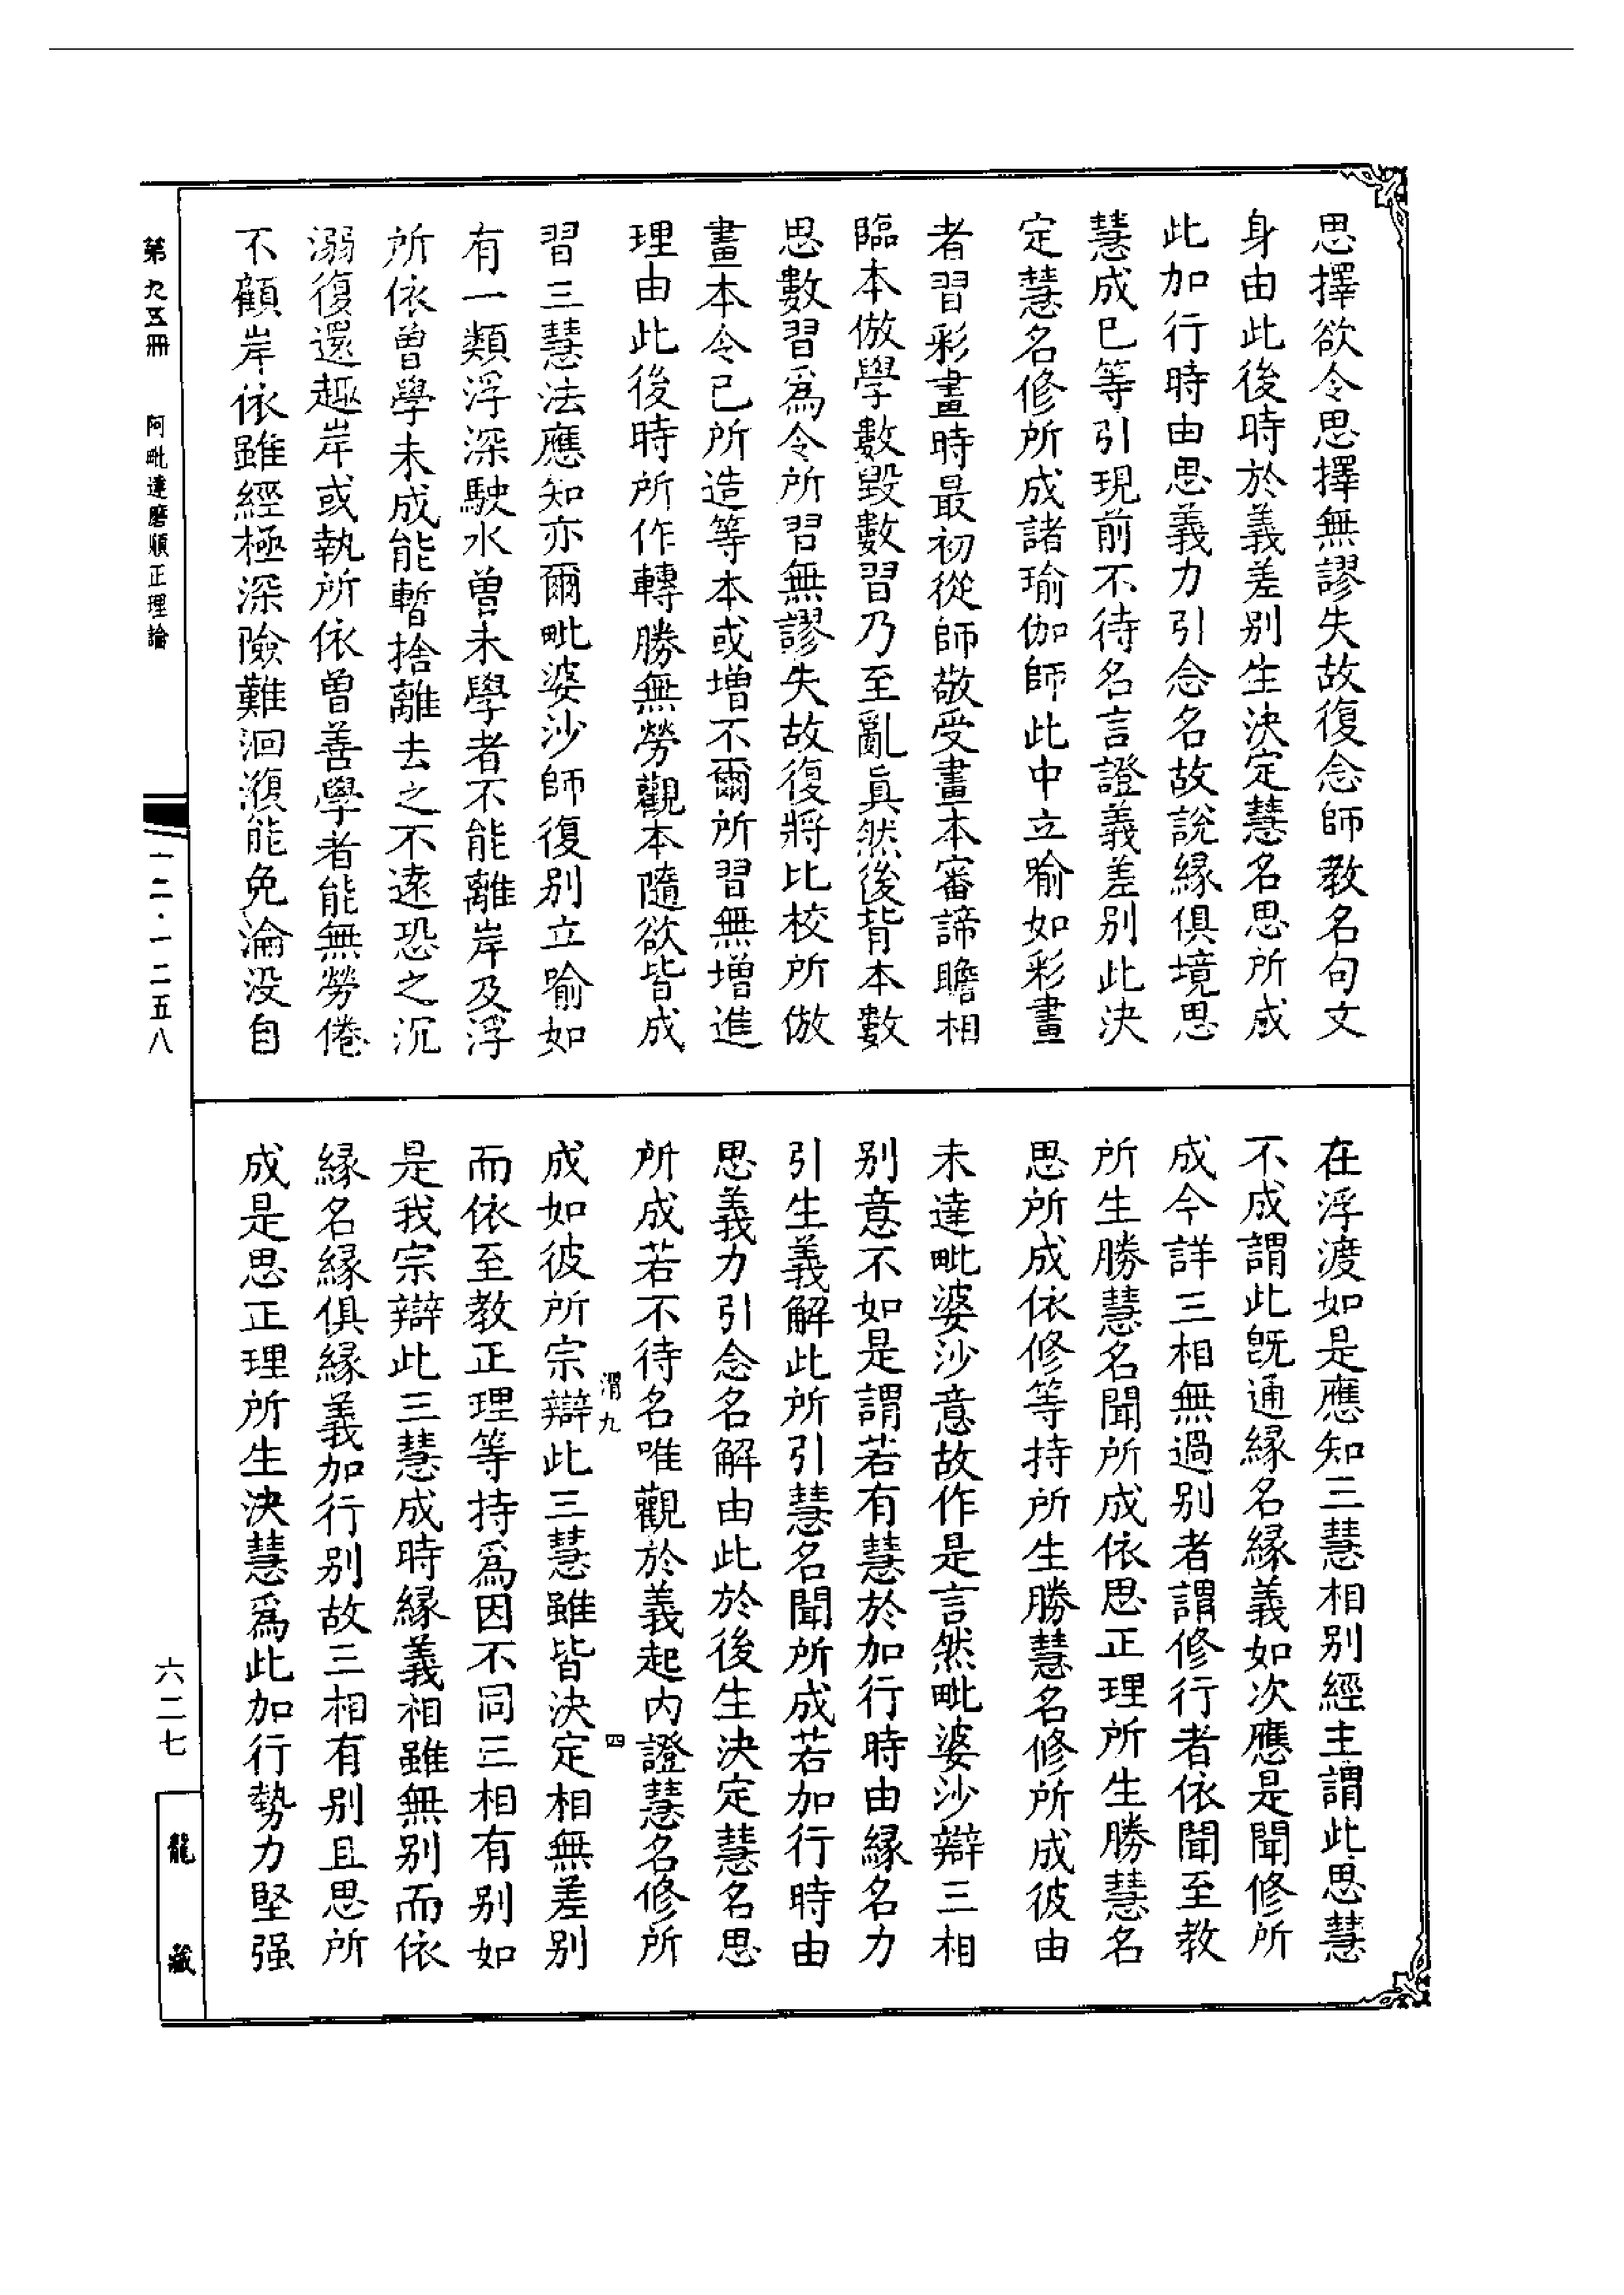 思擇欲令思擇無謬失故復念師教名句文
身由此後時於義差别生決定慧名思所成
此加行時由思義力引念名故說緣俱境思
慧成已等引現前不待名言證義差别此決
定慧名修所成諸瑜伽師此中立喻如彩畫
者習彩畫時最初從師敬受畫本審諦瞻相
臨本倣學數毀數習乃至亂眞然後背本數
思數習爲令所習無謬失故復將比校所倣
畫本令已所造等本或增不爾所習無增進
理由此後時所作轉勝無勞觀本隨欲皆成
習三慧法應知亦爾毗婆沙師復别立喻如
有一類浮深駛水曾未學者不能離岸及浮
所依曾學未成能暫捨離去之不遠恐之沉
溺復還趣岸或執所依曾善學者能無勞倦
不顧岸依雖經極深險難洄澓能免淪没自
在浮渡如是應知三慧相别經主謂此思慧
不成謂此旣通緣名緣義如次應是聞修所
成今詳三相無過别者謂修行者依聞至教
所生勝慧名聞所成依思正理所生勝慧名
思所成依修等持所生勝慧名修所成彼由
未達毗婆沙意故作是言然毗婆沙辯三相
别意不如是謂若有慧於加行時由緣名力
引生義解此所引慧名聞所成若加行時由
思義力引念名解由此於後生決定慧名思
所成若不待名唯觀於義起内證慧名修所
渭九 四
成如彼所宗辯此三慧雖皆決定相無差别
而依至教正理等持爲因不同三相有别如
是我宗辯此三慧成時緣義相雖無别而依
緣名緣俱緣義加行别故三相有别且思所
成是思正理所生決慧爲此加行勢力堅强
第九五冊 阿毗達磨順正理論
一二·一二五八
六二七
龍藏